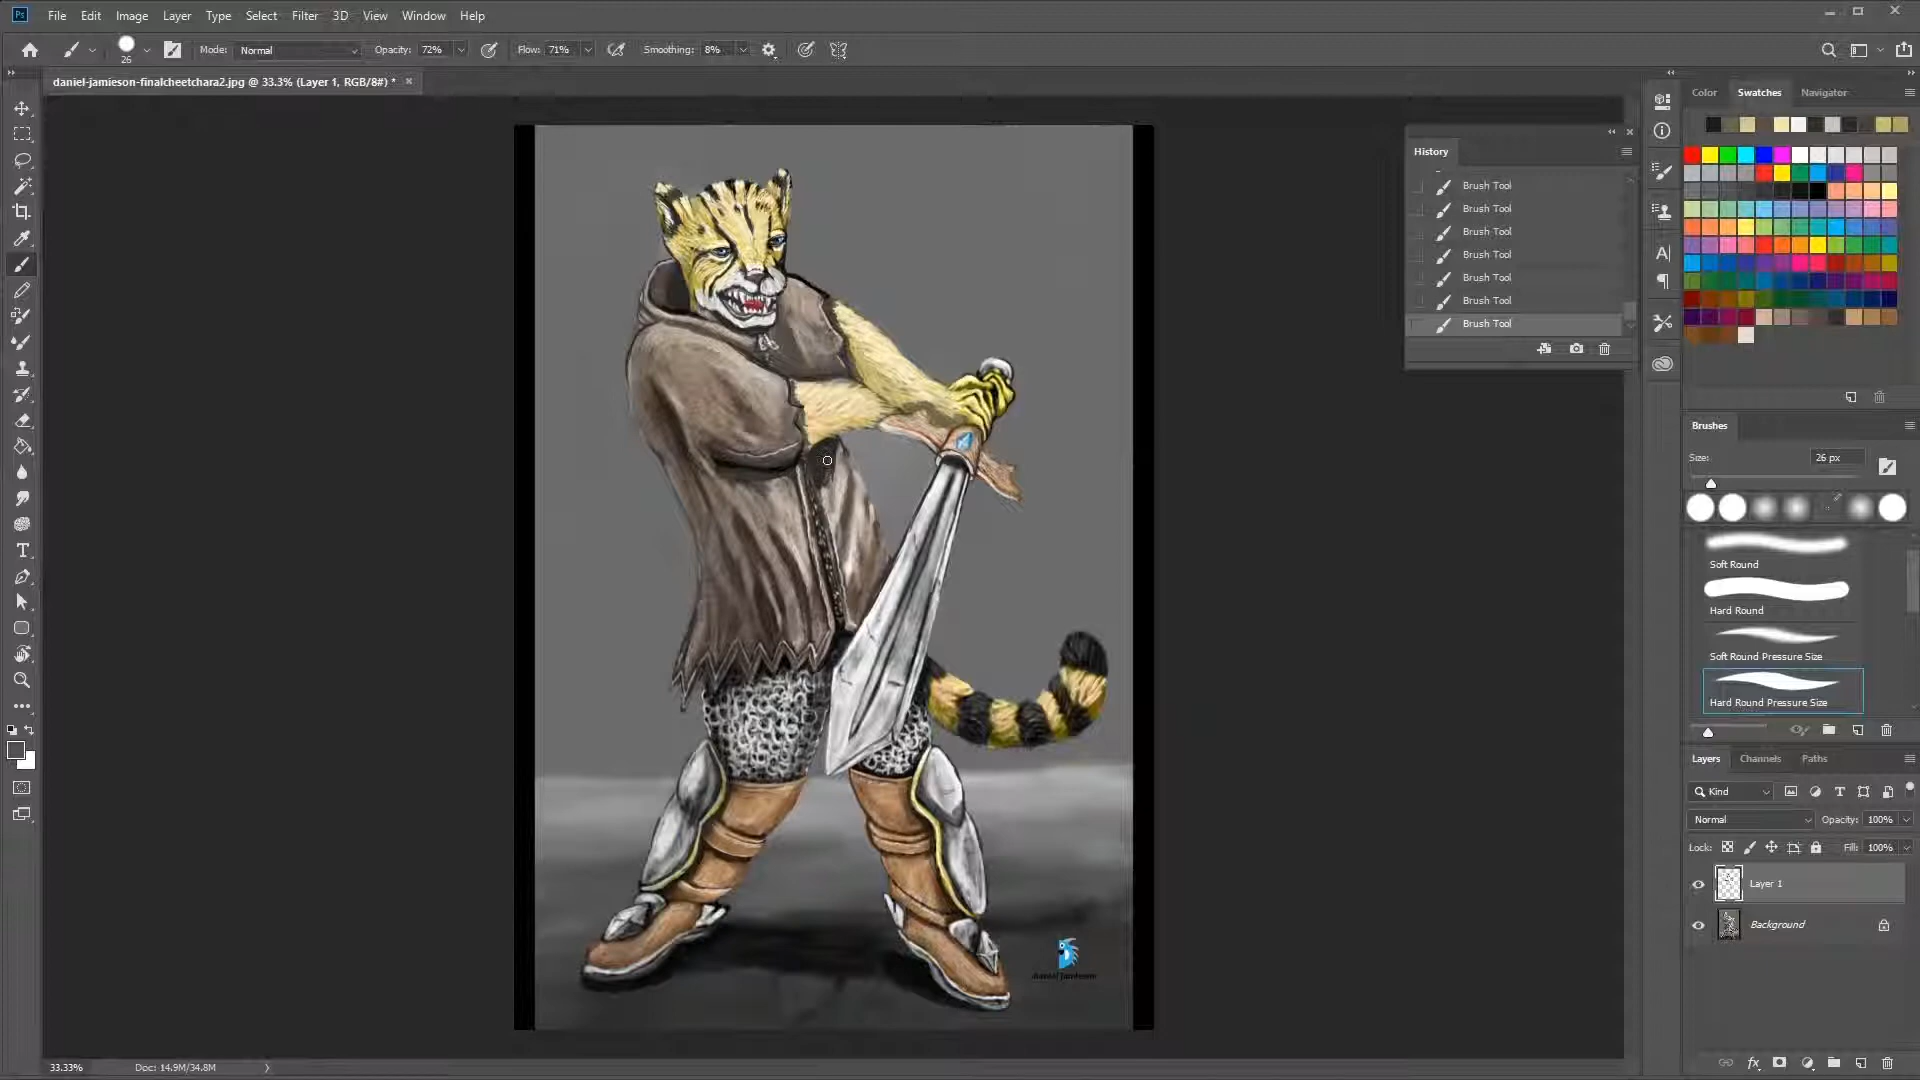 Ps File Edit Image Layer Type Select Filter 3D View Window Help
26 Mode: Normal Opacity: 72% Flow: 71% Smoothing: 8%
daniel-jamieson-finalcheetchara2.jpg @ 33.3% (Layer 1, RGB/8#) *
Color Swatches Navigator
History
Brush Tool
Brush Tool
Brush Tool
Brush Tool
Brush Tool
Brush Tool
Brush Tool
Brushes
Size: 26 px
Soft Round
Hard Round
Soft Round Pressure Size
Hard Round Pressure Size
Layers Channels Paths
Kind
Normal Opacity: 100%
Lock: Fill: 100%
Layer 1
Background
daniel jamieson
33.33% Doc: 14.9M/34.8M